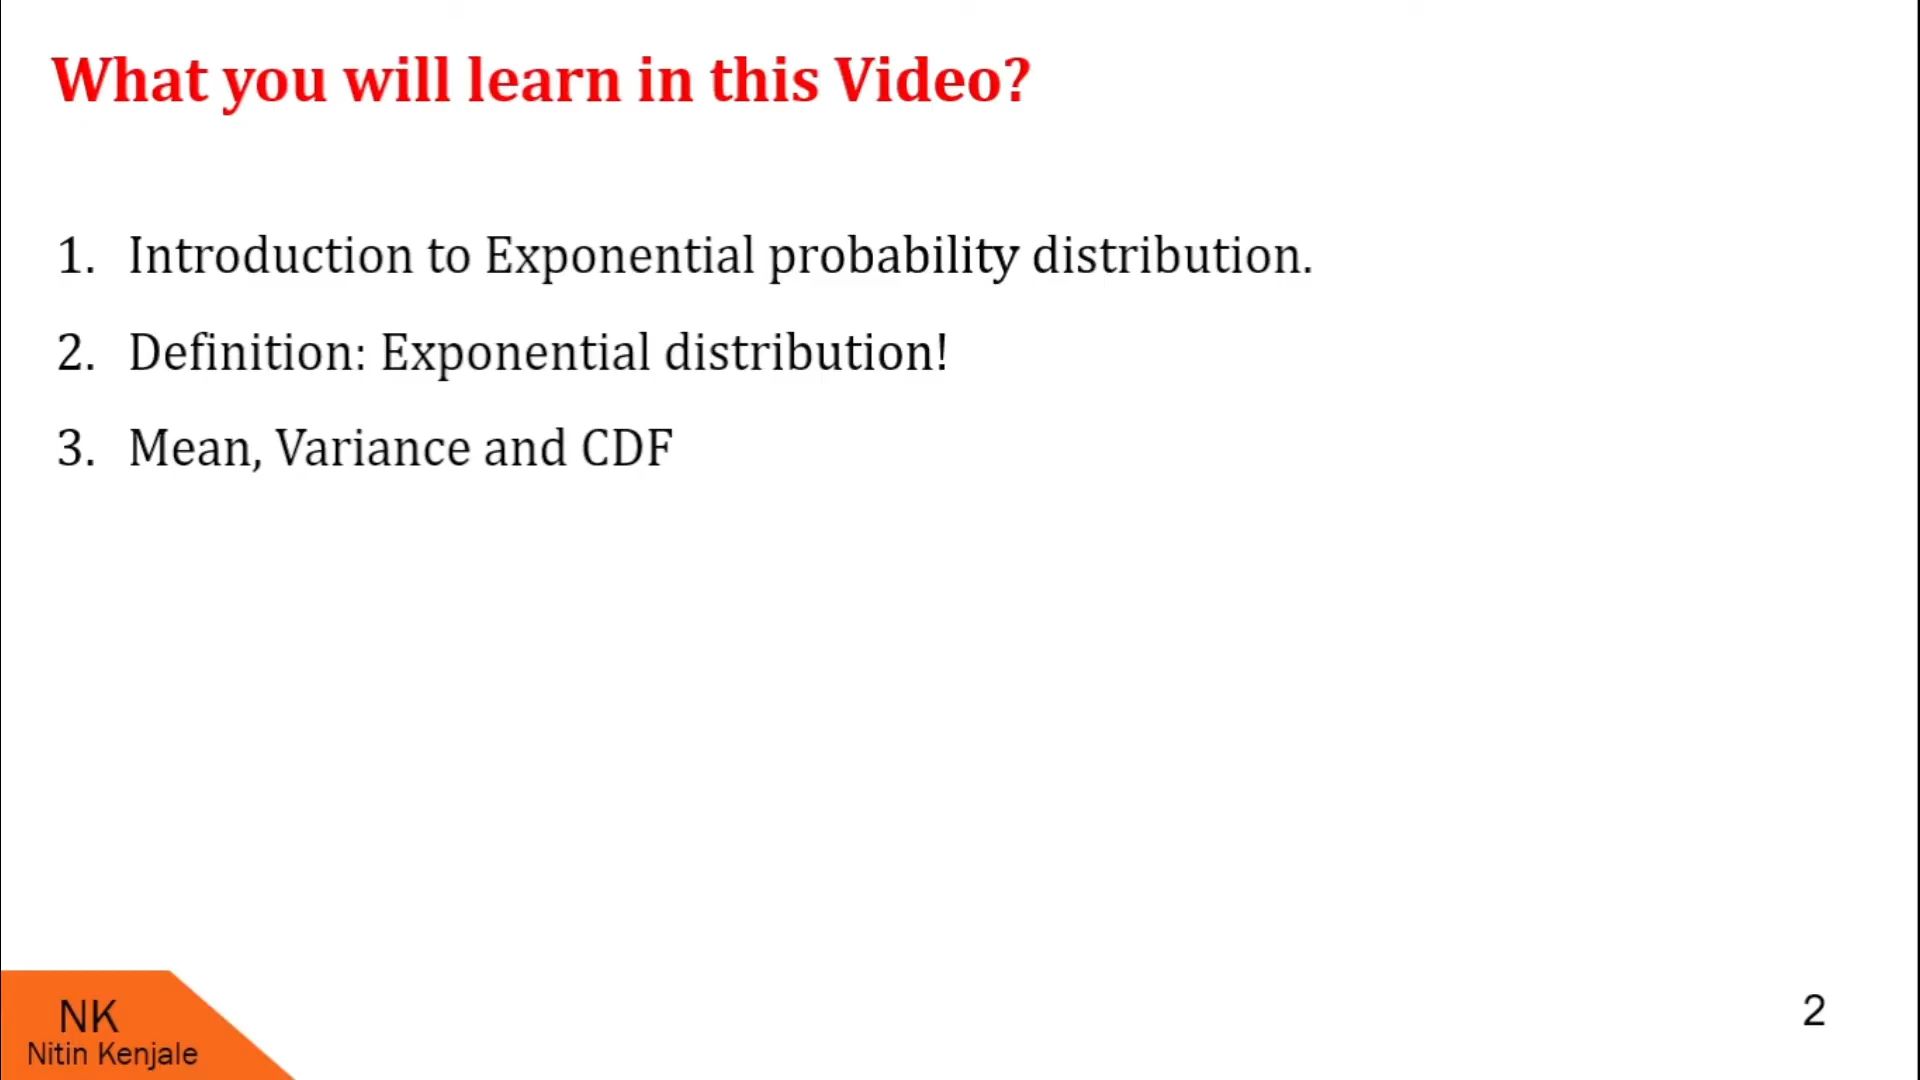 What you will learn in this Video?
1. Introduction to Exponential probability distribution.
2. Definition: Exponential distribution!
3. Mean, Variance and CDF
NK
Nitin Kenjale
2